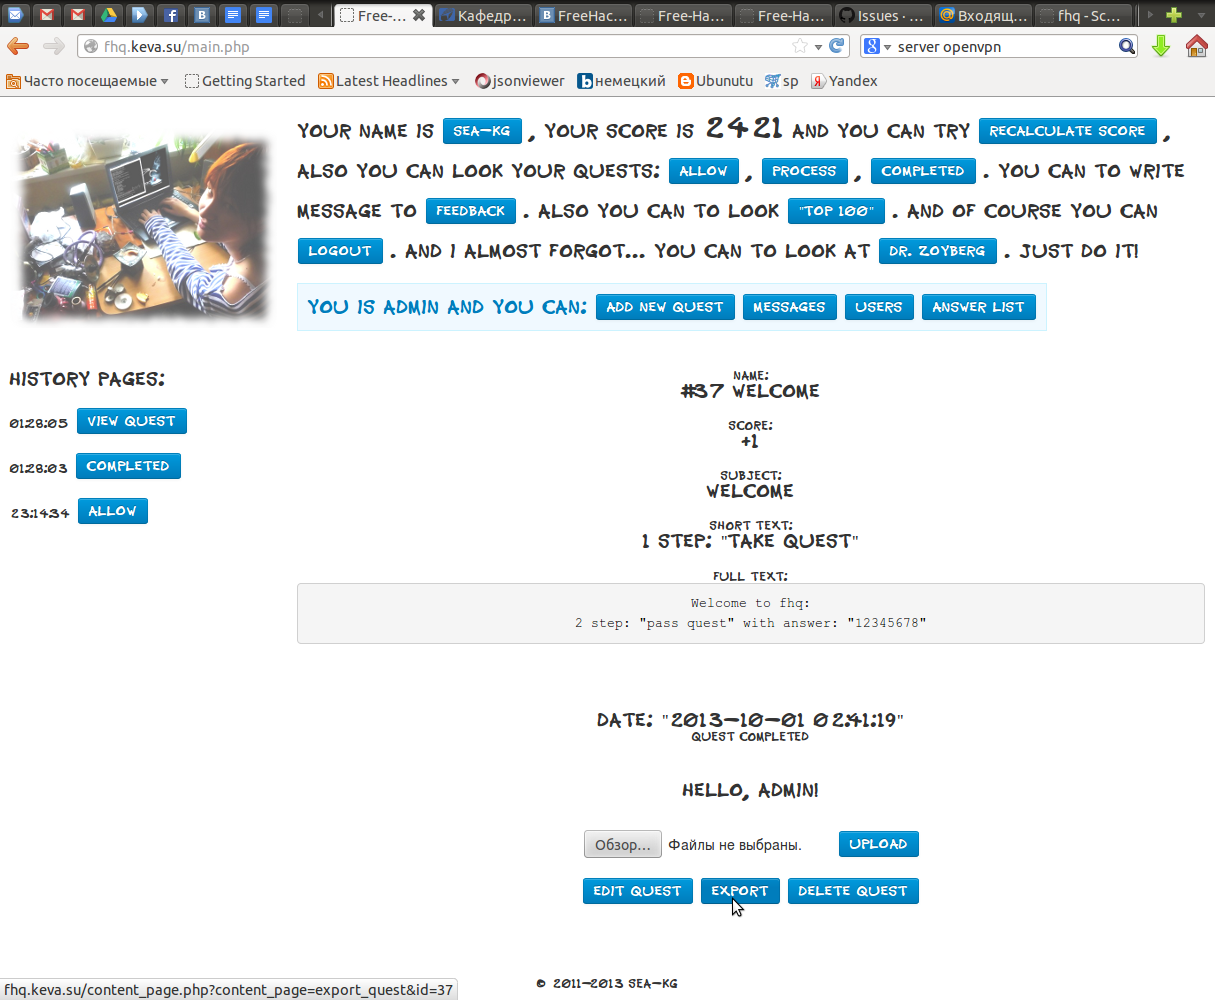 Free-...
Кафедр...
FreeHac...
Free-Ha...
Free-Ha...
Issues · ...
Входящ...
fhq - Sc...
fhq.keva.su/main.php
server openvpn
Часто посещаемые
Getting Started
Latest Headlines
jsonviewer
немецкий
Ubunutu
sp
Yandex
YOUR NAME IS SEA-KG , YOUR SCORE IS 2421 AND YOU CAN TRY RECALCULATE SCORE ,
ALSO YOU CAN LOOK YOUR QUESTS: ALLOW , PROCESS , COMPLETED . YOU CAN TO WRITE
MESSAGE TO FEEDBACK . ALSO YOU CAN TO LOOK "TOP 100" . AND OF COURSE YOU CAN
LOGOUT . AND I ALMOST FORGOT... YOU CAN TO LOOK AT DR. ZOYBERG . JUST DO IT!
YOU IS ADMIN AND YOU CAN: ADD NEW QUEST MESSAGES USERS ANSWER LIST
HISTORY PAGES:
01:28:05 VIEW QUEST
01:28:03 COMPLETED
23:14:34 ALLOW
NAME:
#37 WELCOME
SCORE:
+1
SUBJECT:
WELCOME
SHORT TEXT:
1 STEP: "TAKE QUEST"
FULL TEXT:
Welcome to fhq:
2 step: "pass quest" with answer: "12345678"
DATE: "2013-10-01 02:41:19"
QUEST COMPLETED
HELLO, ADMIN!
Обзор... Файлы не выбраны. UPLOAD
EDIT QUEST EXPORT DELETE QUEST
© 2011-2013 SEA-KG
fhq.keva.su/content_page.php?content_page=export_quest&id=37